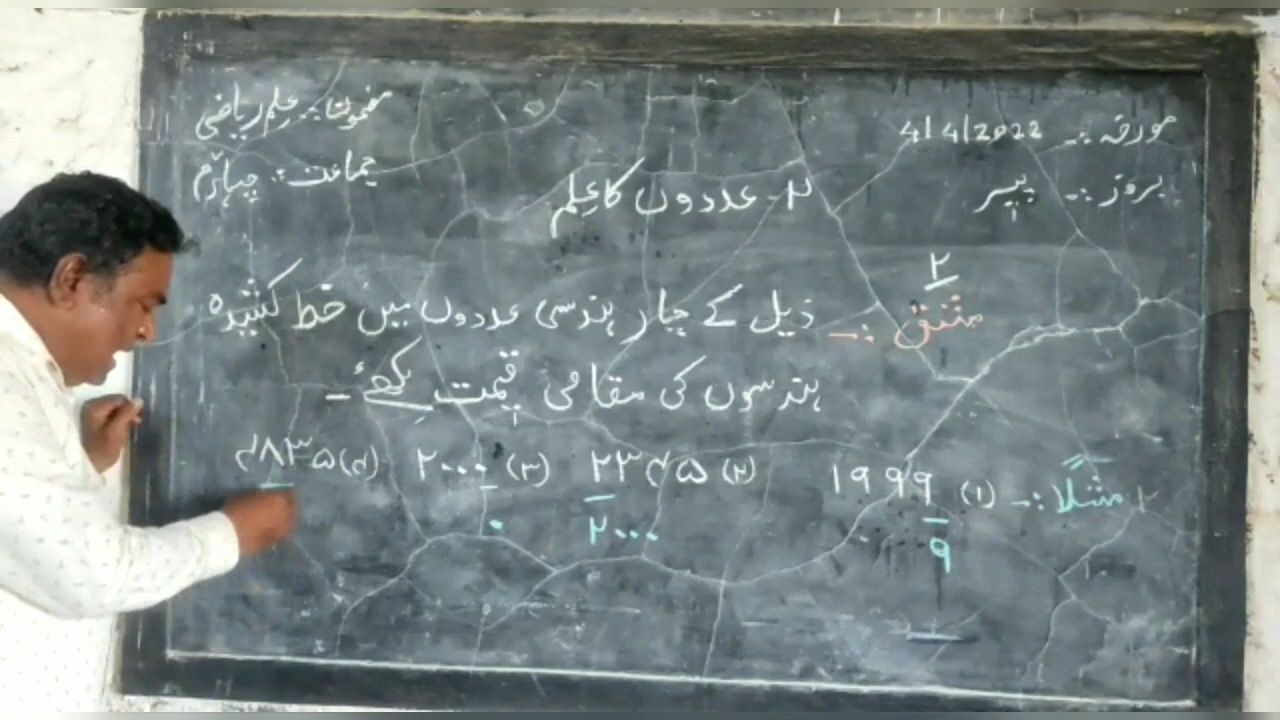 مورخہ :- 4/4/2022
مضمون :- علم ریاضی
بروز :- پیر
جماعت :- چہارم
۲- عددوں کا علم
مشق ۲ :- ذیل کے چار ہندسی عددوں میں خط کشیدہ
ہندسوں کی مقامی قیمت لکھئے -
مثلاً :- (۱) ۱۹۹۹ (۲) ۲۳۴۵ (۳) ۲۰۰۰ (۴) ۴۸۳۵
۹ ۲۰۰۰ ۰